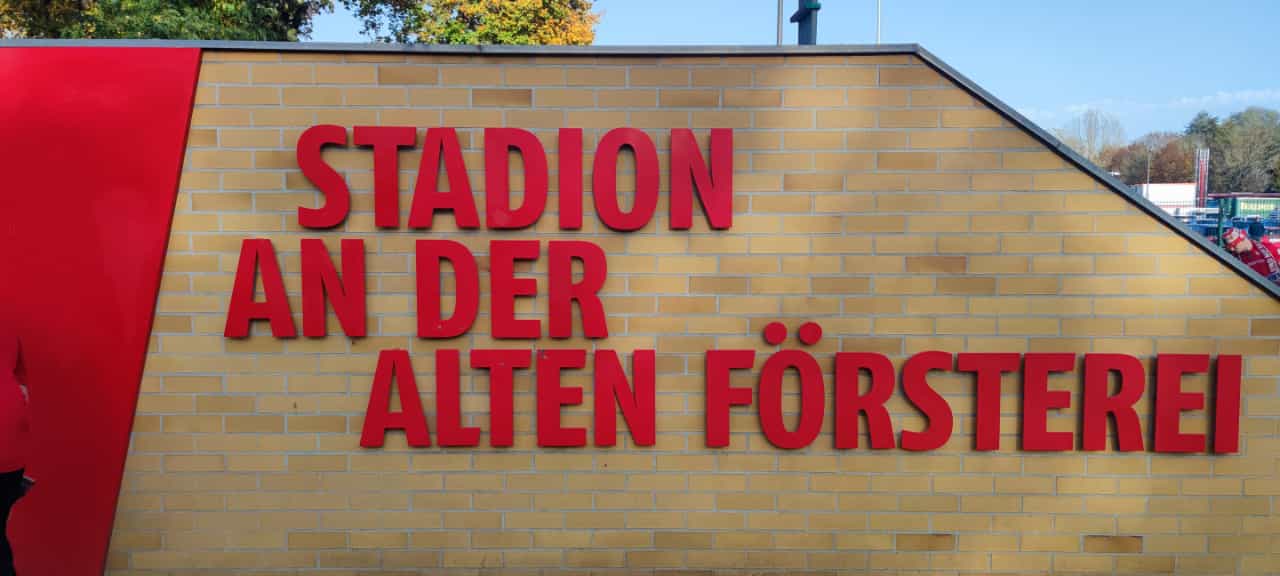 STADION
AN DER
ALTEN FÖRSTEREI